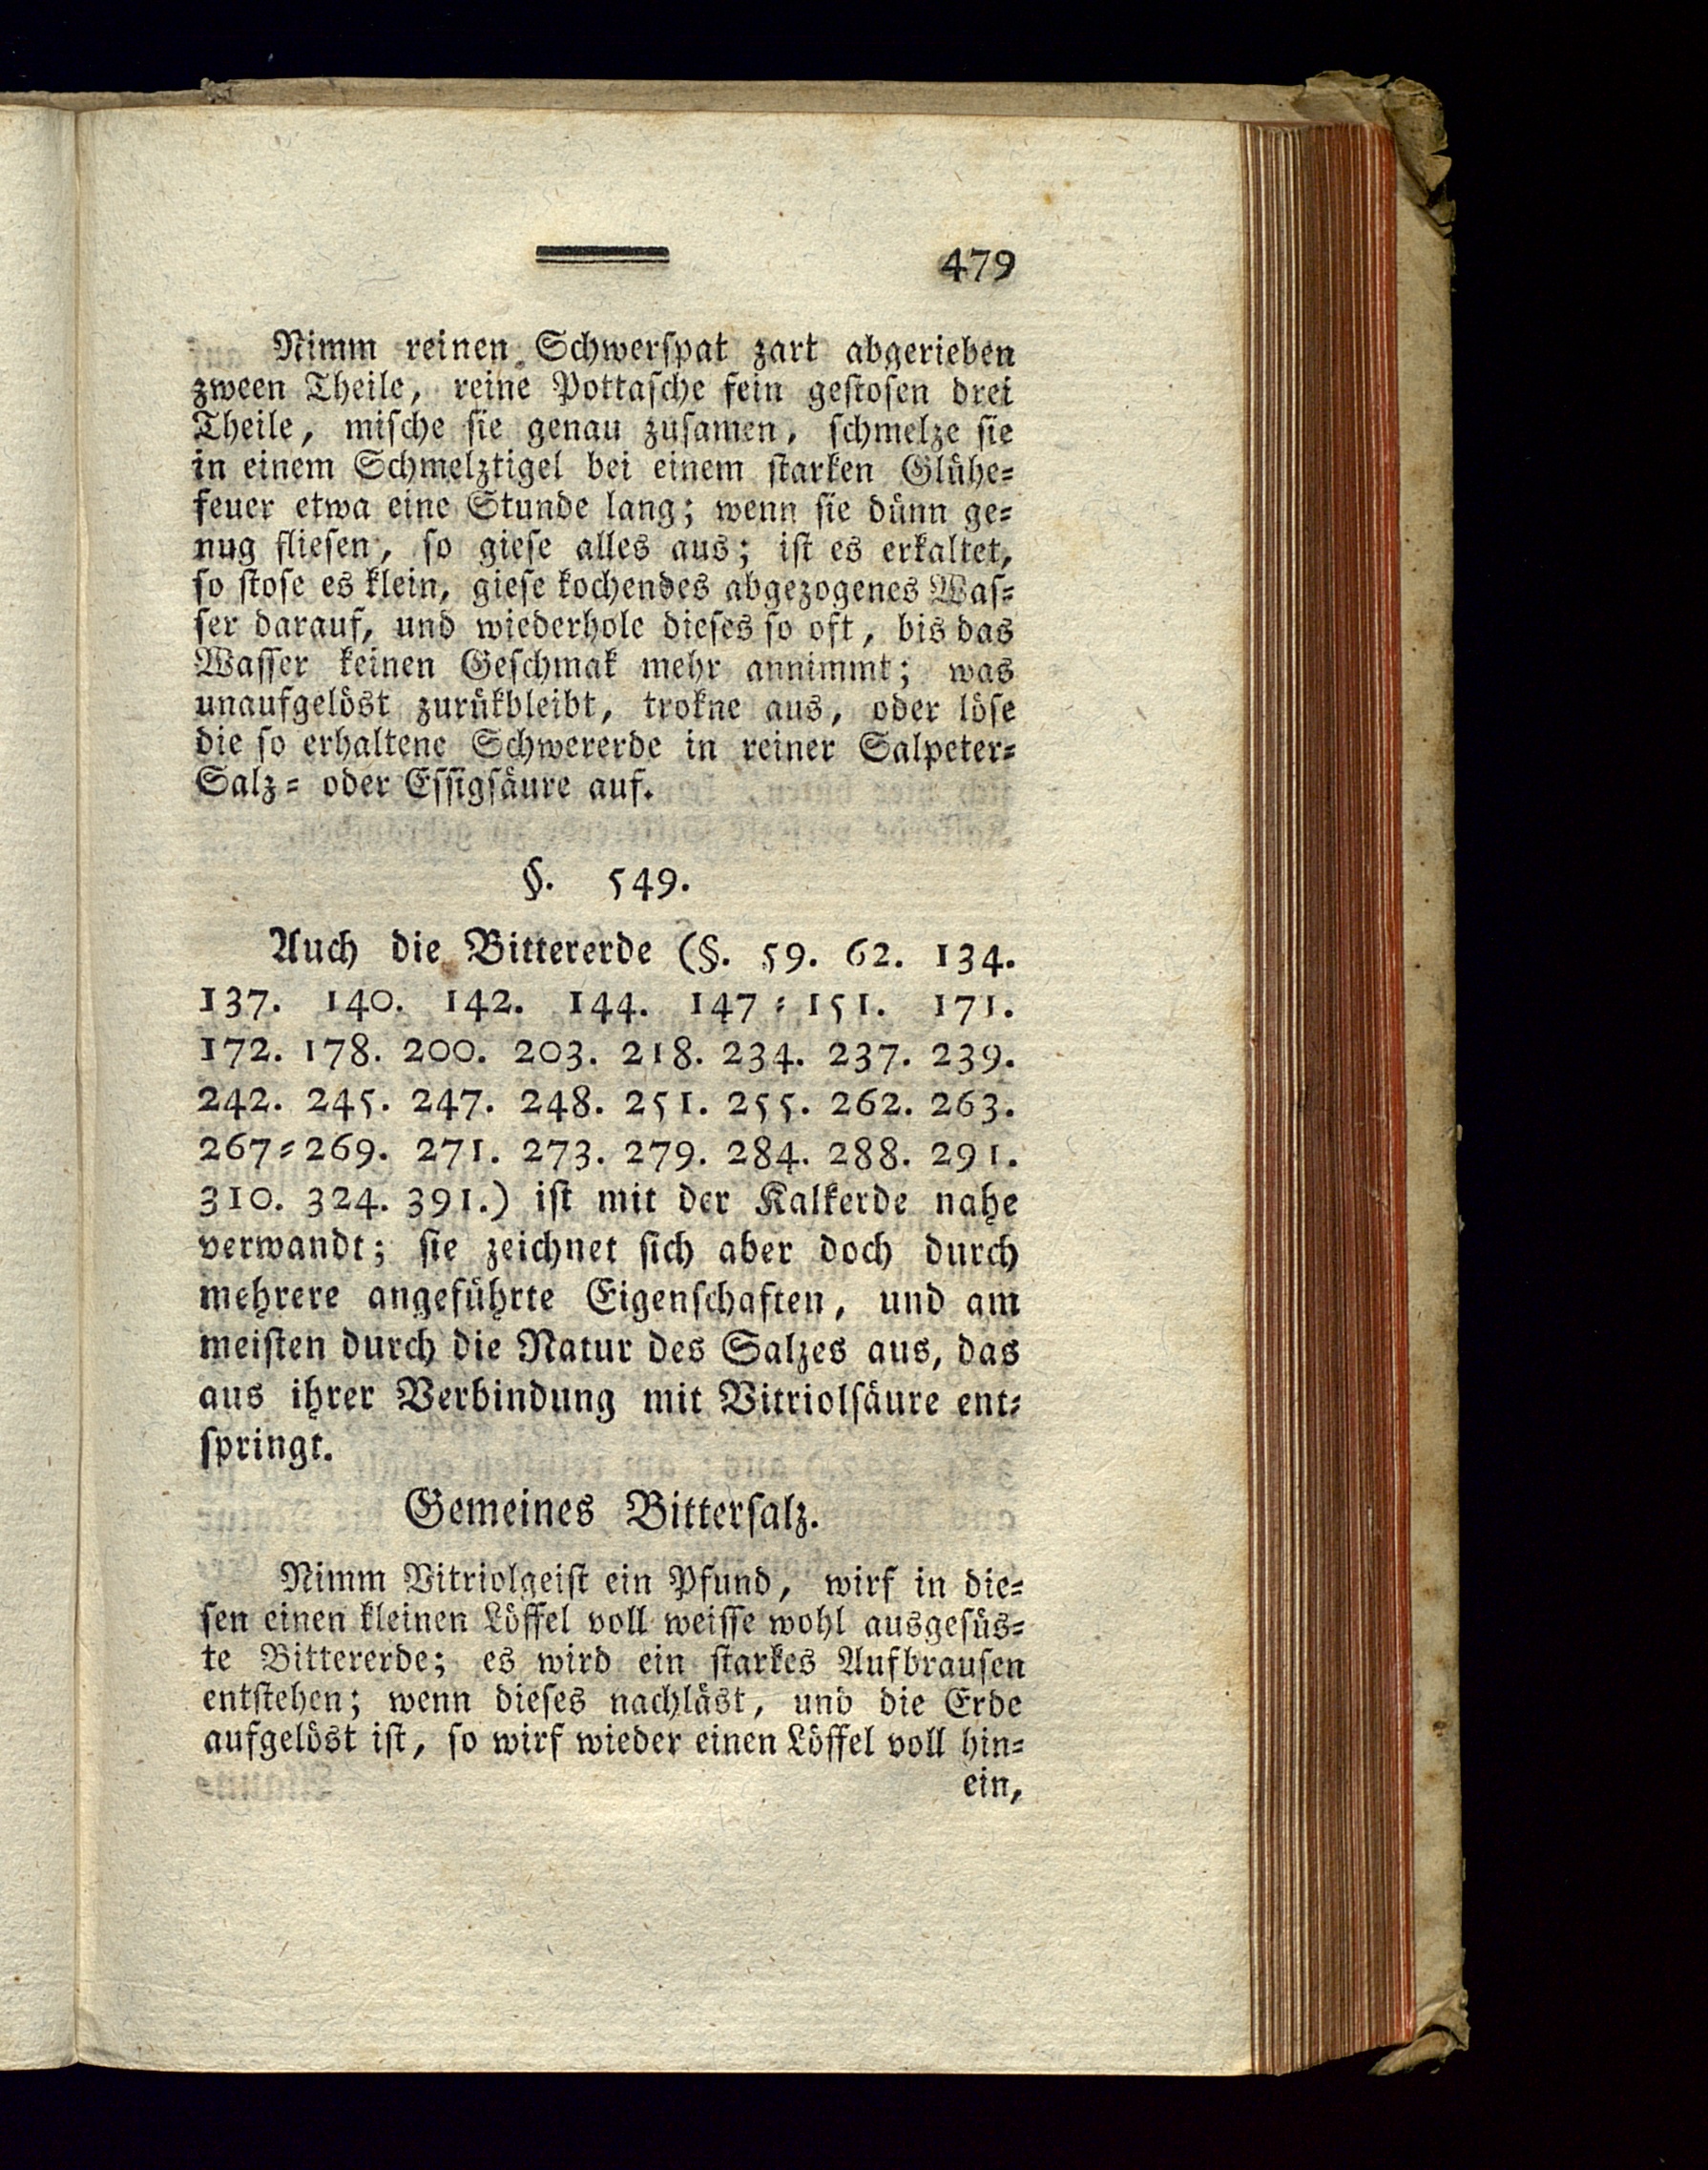 479
Nimm reinen Schwerspat zart abgerieben
zween Theile, reine Pottasche fein gestosen drei
Theile, mische sie genau zusamen, schmelze sie
in einem Schmelztigel bei einem starken Glühe-
feuer etwa eine Stunde lang; wenn sie dünn ge-
nug fliesen, so giese alles aus; ist es erkaltet,
so stose es klein, giese kochendes abgezogenes Was-
ser darauf, und wiederhole dieses so oft, bis das
Wasser keinen Geschmak mehr annimmt; was
unaufgelöst zurükbleibt, trokne aus, oder löse
die so erhaltene Schwererde in reiner Salpeter-
Salz- oder Essigsäure auf.
§. 549.
Auch die Bittererde (§. 59. 62. 134.
137. 140. 142. 144. 147-151. 171.
172. 178. 200. 203. 218. 234. 237. 239.
242. 245. 247. 248. 251. 255. 262. 263.
267-269. 271. 273. 279. 284. 288. 291.
310. 324. 391.) ist mit der Kalkerde nahe
verwandt; sie zeichnet sich aber doch durch
mehrere angeführte Eigenschaften, und am
meisten durch die Natur des Salzes aus, das
aus ihrer Verbindung mit Vitriolsäure ent-
springt.
Gemeines Bittersalz.
Nimm Vitriolgeist ein Pfund, wirf in die-
sen einen kleinen Löffel voll weisse wohl ausgesüs-
te Bittererde; es wird ein starkes Aufbrausen
entstehen; wenn dieses nachläst, und die Erde
aufgelöst ist, so wirf wieder einen Löffel voll hin-
ein,